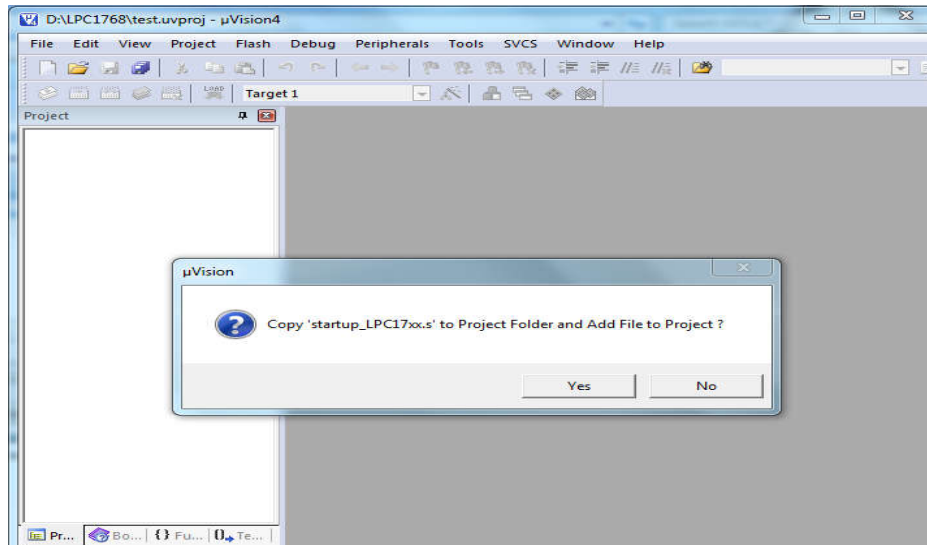 D:\LPC1768\test.uvproj - µVision4
File Edit View Project Flash Debug Peripherals Tools SVCS Window Help
LOAD Target 1
Project
µVision
Copy 'startup_LPC17xx.s' to Project Folder and Add File to Project ?
Yes No
Pr... Bo... {} Fu... 0 Te...